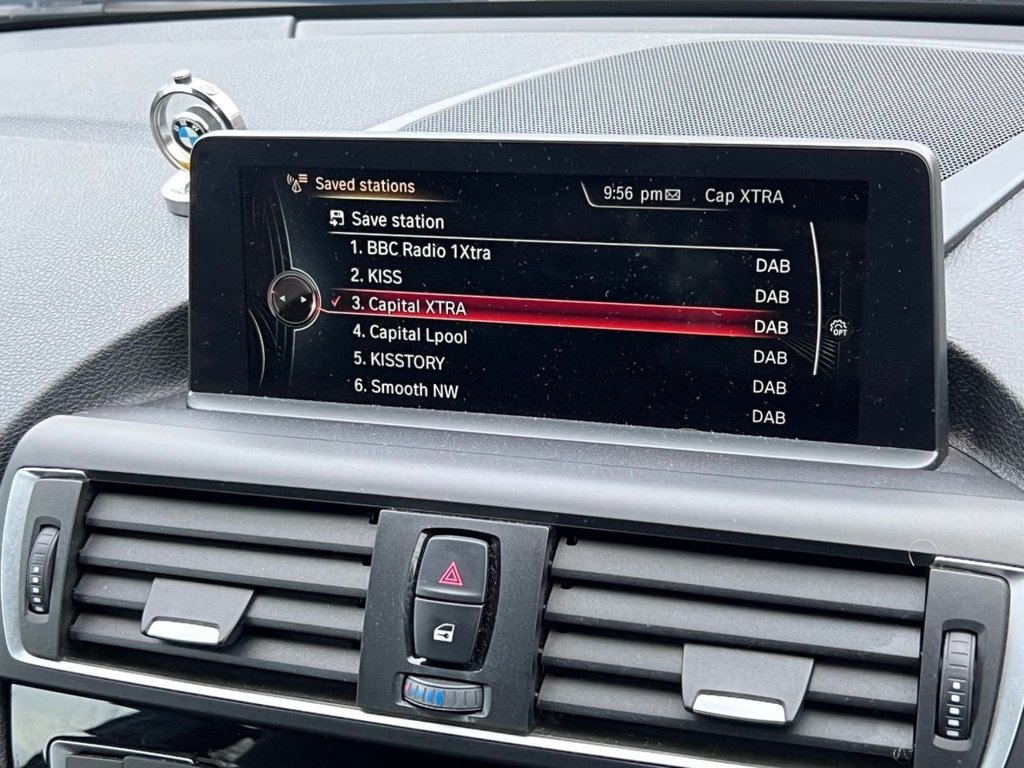 Saved stations
9:56 pm
Cap XTRA
Save station
1. BBC Radio 1Xtra DAB
2. KISS DAB
3. Capital XTRA DAB
4. Capital Lpool DAB
5. KISSTORY DAB
6. Smooth NW DAB
OPT